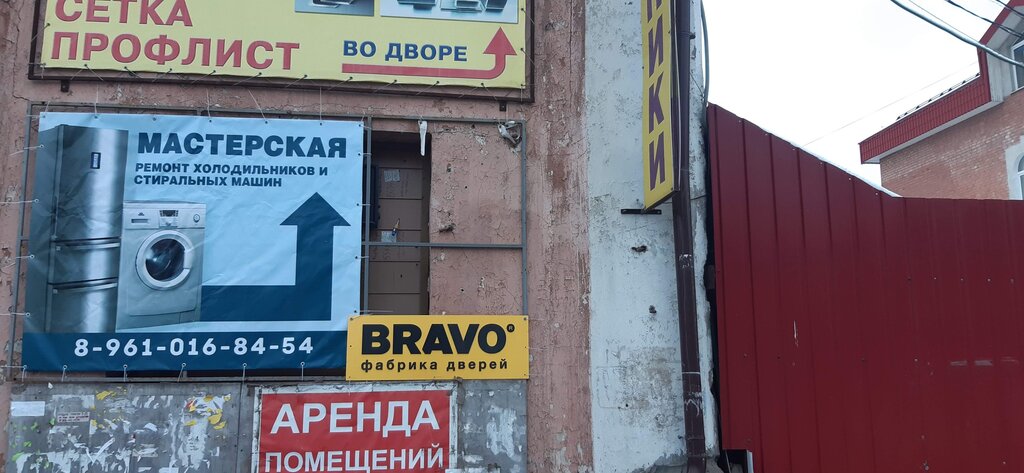 СЕТКА
ПРОФЛИСТ
ВО ДВОРЕ
МАСТЕРСКАЯ
РЕМОНТ ХОЛОДИЛЬНИКОВ И
СТИРАЛЬНЫХ МАШИН
8-961-016-84-54
BRAVO®
фабрика дверей
АРЕНДА
ПОМЕЩЕНИЙ
ИКИ